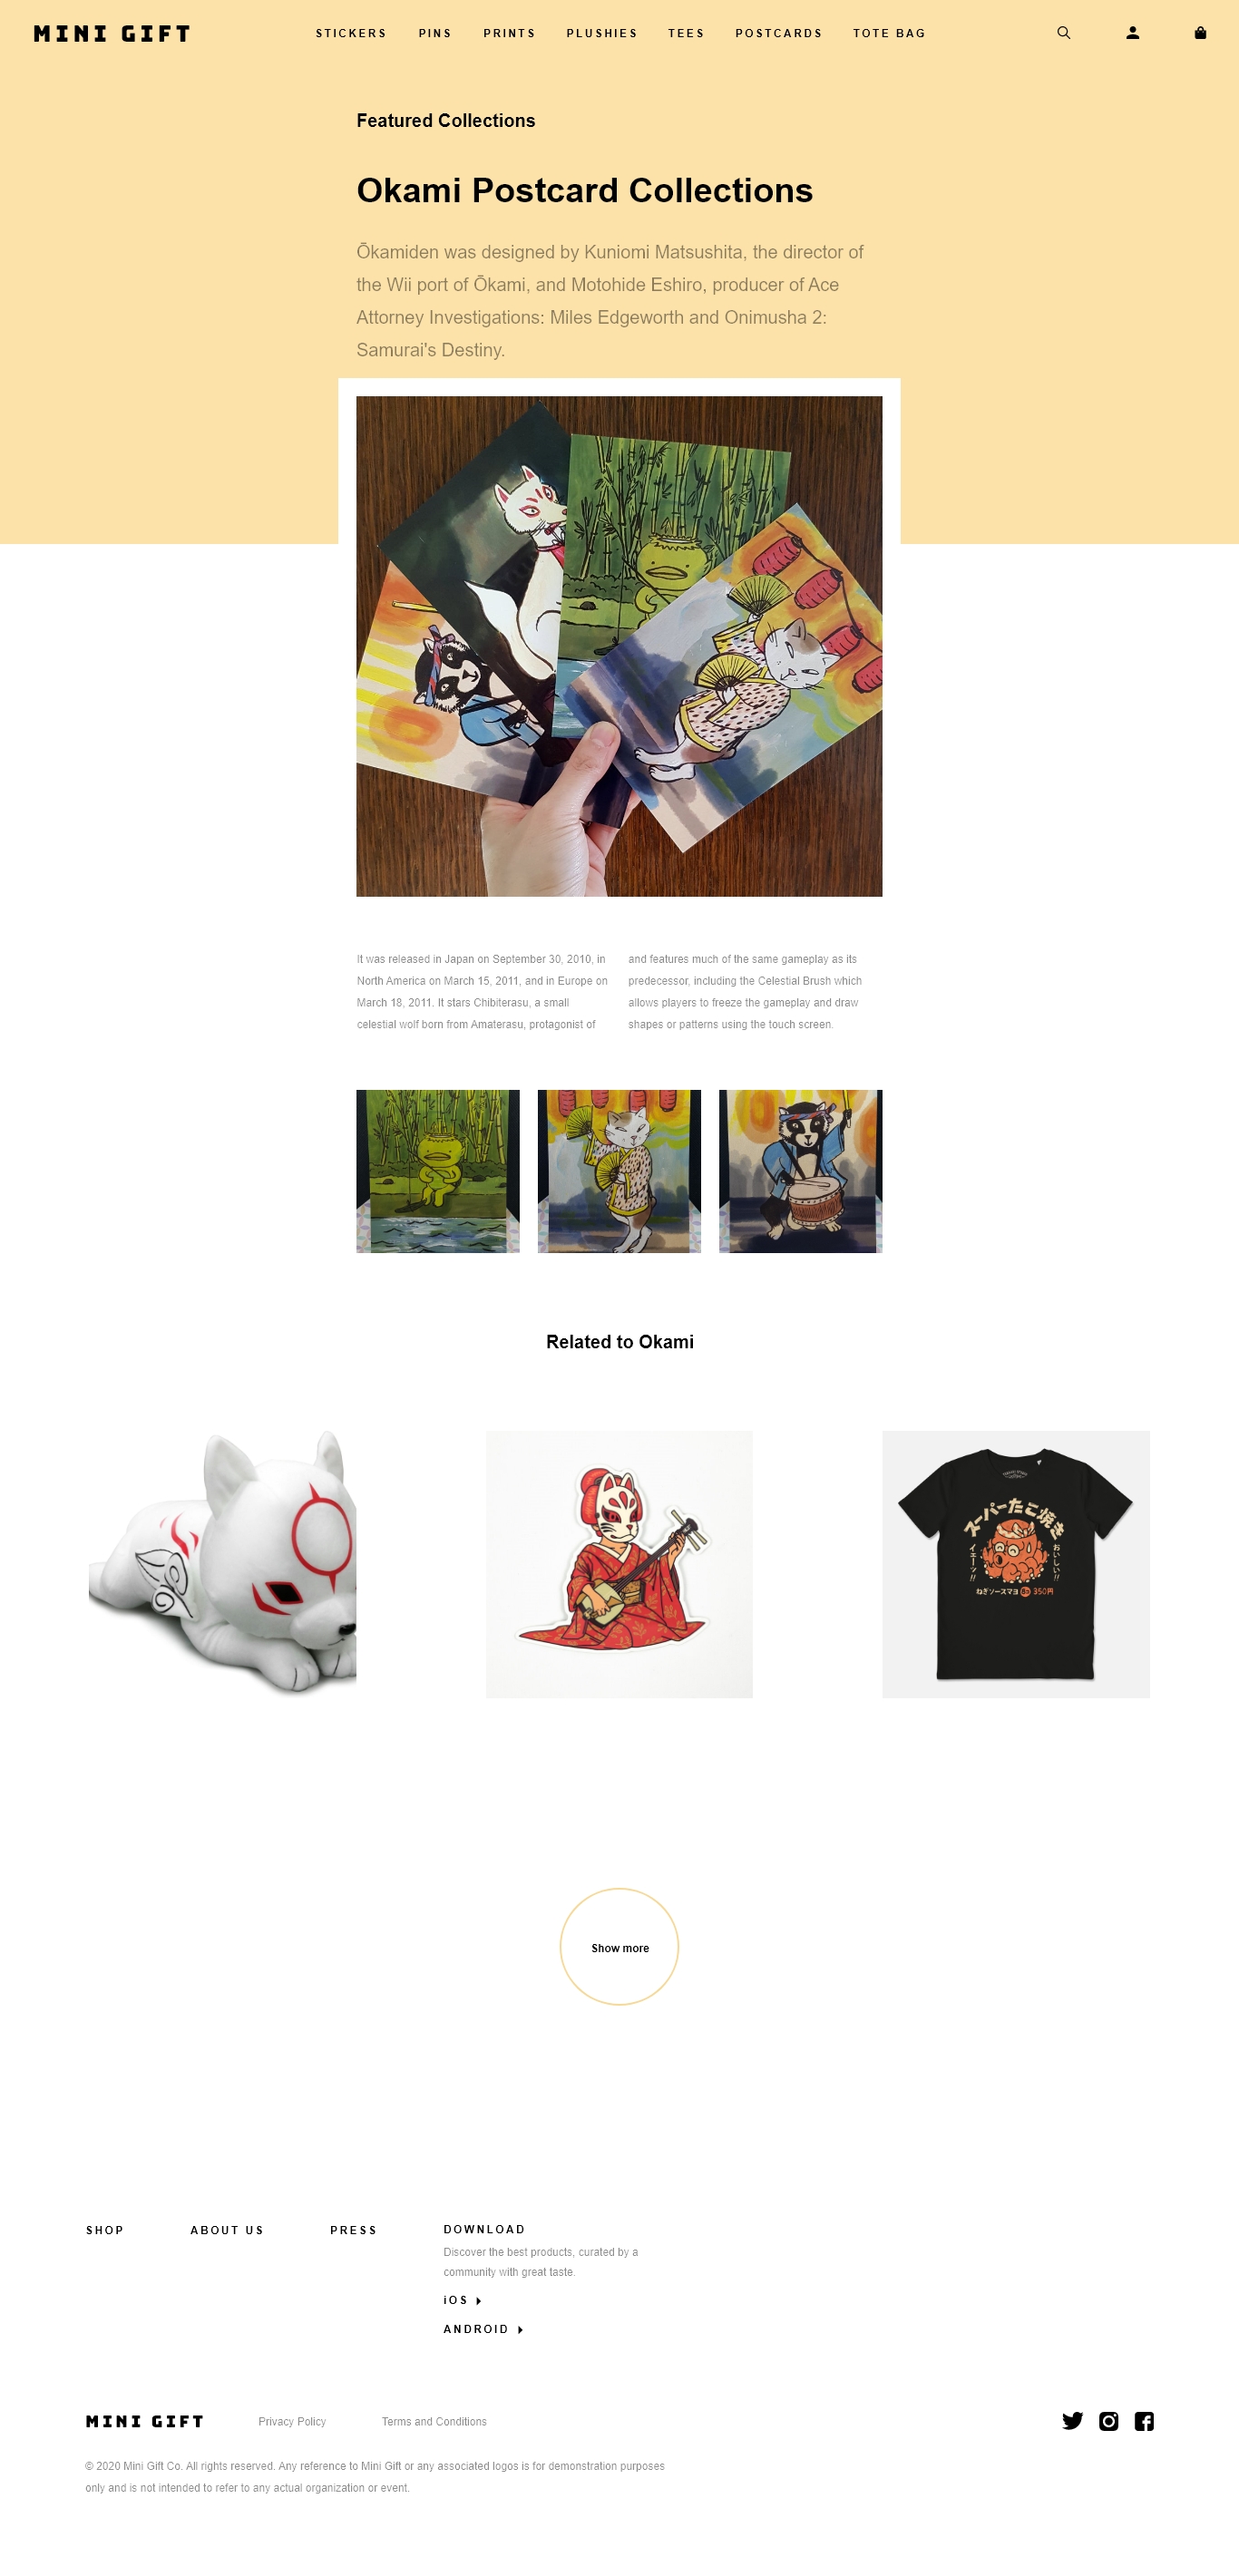 MINI GIFT
STICKERS PINS PRINTS PLUSHIES TEES POSTCARDS TOTE BAG
Featured Collections
Okami Postcard Collections
Ōkamiden was designed by Kuniomi Matsushita, the director of
the Wii port of Ōkami, and Motohide Eshiro, producer of Ace
Attorney Investigations: Miles Edgeworth and Onimusha 2:
Samurai's Destiny.
It was released in Japan on September 30, 2010, in
North America on March 15, 2011, and in Europe on
March 18, 2011. It stars Chibiterasu, a small
celestial wolf born from Amaterasu, protagonist of
and features much of the same gameplay as its
predecessor, including the Celestial Brush which
allows players to freeze the gameplay and draw
shapes or patterns using the touch screen.
Related to Okami
スーパーたこ焼き
イェーッ!!
おいしい!!
ねぎソースマヨ
350円
Show more
SHOP
ABOUT US
PRESS
DOWNLOAD
Discover the best products, curated by a
community with great taste.
iOS
ANDROID
MINI GIFT
Privacy Policy
Terms and Conditions
© 2020 Mini Gift Co. All rights reserved. Any reference to Mini Gift or any associated logos is for demonstration purposes
only and is not intended to refer to any actual organization or event.